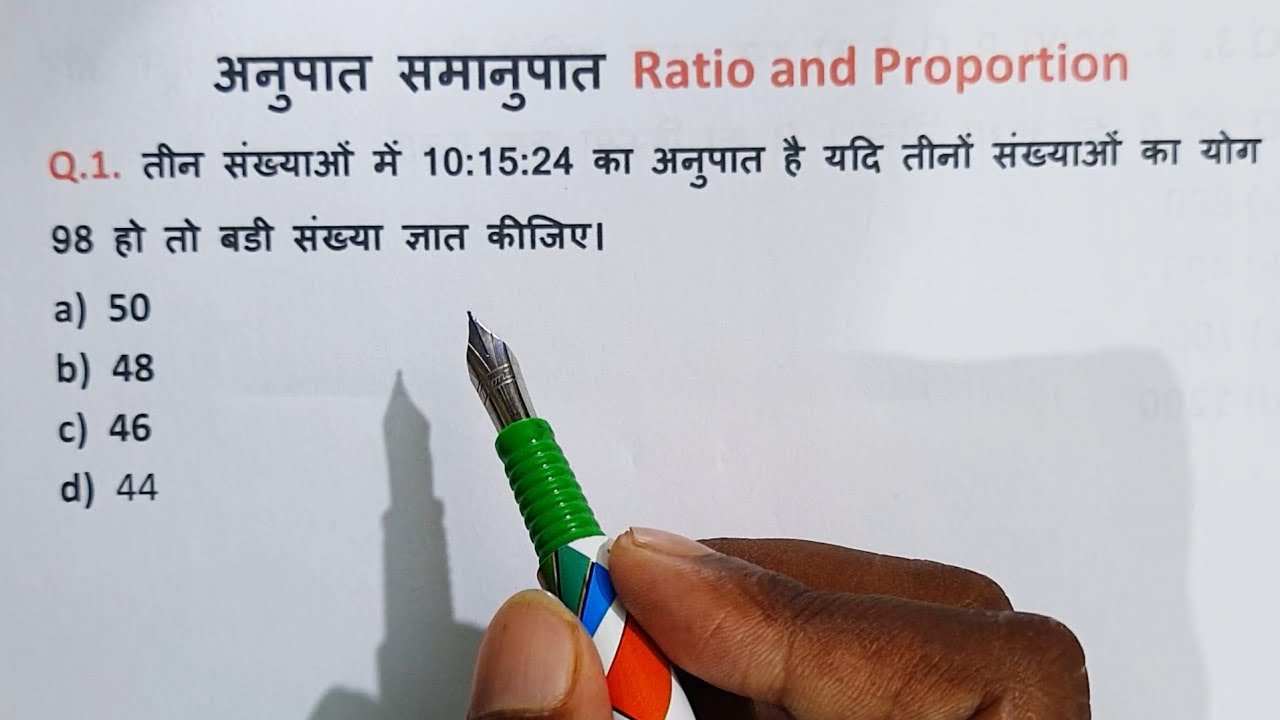 अनुपात समानुपात Ratio and Proportion
Q.1. तीन संख्याओं में 10:15:24 का अनुपात है यदि तीनों संख्याओं का योग
98 हो तो बडी संख्या ज्ञात कीजिए।
a) 50
b) 48
c) 46
d) 44